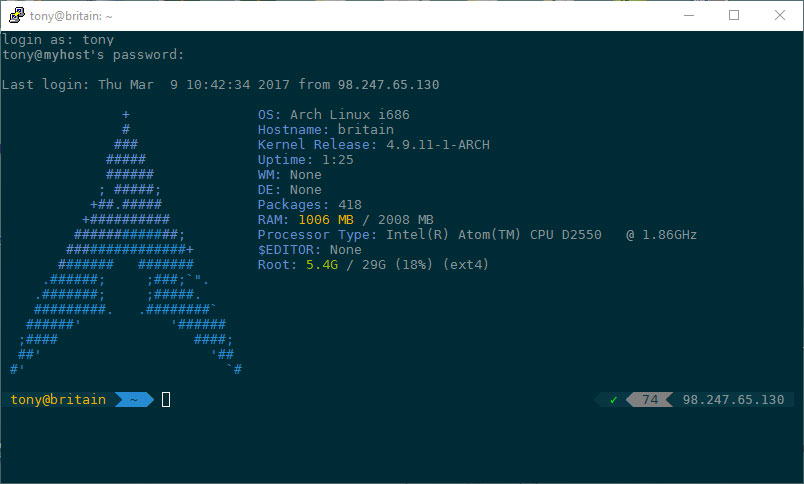 tony@britain: ~
login as: tony
tony@myhost's password:
Last login: Thu Mar  9 10:42:34 2017 from 98.247.65.130
+
#
###
#####
######
; #####;
+##.#####
+##########
#############;
###############+
#######   #######
.######;     ;###;`".
.#######;     ;#####.
#########.   .########`
######'           '######
;####                 ####;
##'                     '##
#'                         `#
OS: Arch Linux i686
Hostname: britain
Kernel Release: 4.9.11-1-ARCH
Uptime: 1:25
WM: None
DE: None
Packages: 418
RAM: 1006 MB / 2008 MB
Processor Type: Intel(R) Atom(TM) CPU D2550   @ 1.86GHz
$EDITOR: None
Root: 5.4G / 29G (18%) (ext4)
tony@britain ~ ✓ 74 98.247.65.130